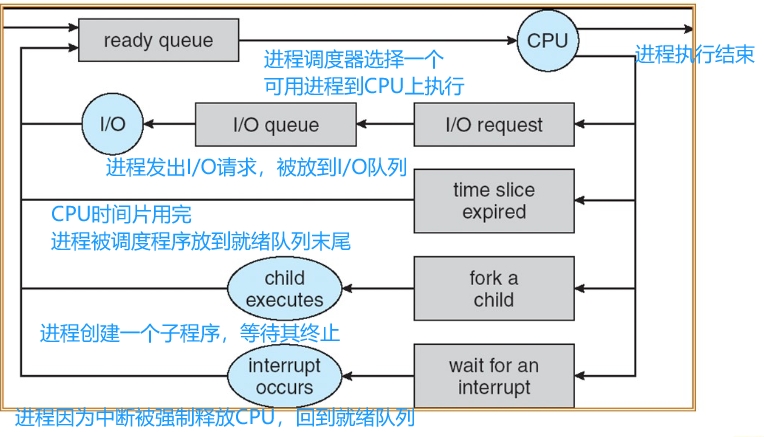 ready queue
CPU
进程调度器选择一个
可用进程到CPU上执行
进程执行结束
I/O
I/O queue
I/O request
进程发出I/O请求，被放到I/O队列
time slice
expired
CPU时间片用完
进程被调度程序放到就绪队列末尾
child
executes
fork a
child
进程创建一个子程序，等待其终止
interrupt
occurs
wait for an
interrupt
进程因为中断被强制释放CPU，回到就绪队列